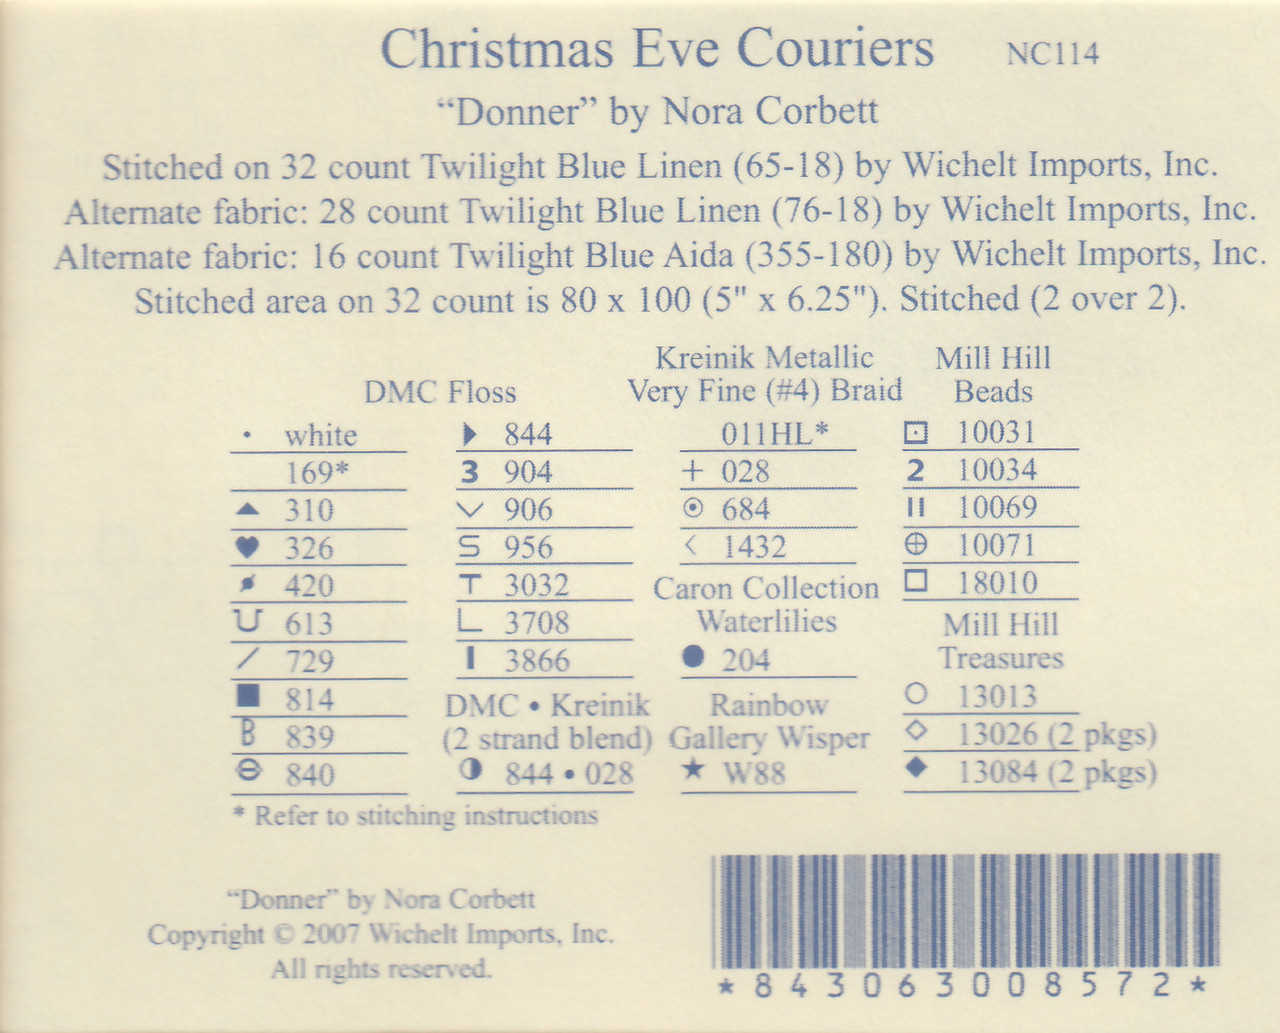 Christmas Eve Couriers NC114
“Donner” by Nora Corbett
Stitched on 32 count Twilight Blue Linen (65-18) by Wichelt Imports, Inc.
Alternate fabric: 28 count Twilight Blue Linen (76-18) by Wichelt Imports, Inc.
Alternate fabric: 16 count Twilight Blue Aida (355-180) by Wichelt Imports, Inc.
Stitched area on 32 count is 80 x 100 (5" x 6.25"). Stitched (2 over 2).
DMC Floss
• white
169*
▲ 310
♥ 326
420
613
/ 729
■ 814
B 839
840
844
3 904
906
S 956
T 3032
L 3708
I 3866
DMC • Kreinik
(2 strand blend)
◑ 844 • 028
Kreinik Metallic
Very Fine (#4) Braid
011HL*
+ 028
⊙ 684
< 1432
Caron Collection
Waterlilies
● 204
Rainbow
Gallery Wisper
★ W88
Mill Hill
Beads
⊡ 10031
2 10034
II 10069
⊕ 10071
□ 18010
Mill Hill
Treasures
○ 13013
◇ 13026 (2 pkgs)
◆ 13084 (2 pkgs)
* Refer to stitching instructions
“Donner” by Nora Corbett
Copyright © 2007 Wichelt Imports, Inc.
All rights reserved.
*843063008572*